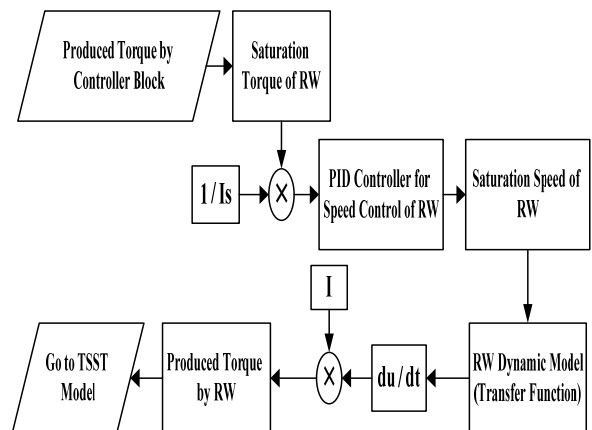 Produced Torque by
Controller Block
Saturation
Torque of RW
1/Is
×
PID Controller for
Speed Control of RW
Saturation Speed of
RW
I
Go to TSST
Model
Produced Torque
by RW
×
du/dt
RW Dynamic Model
(Transfer Function)